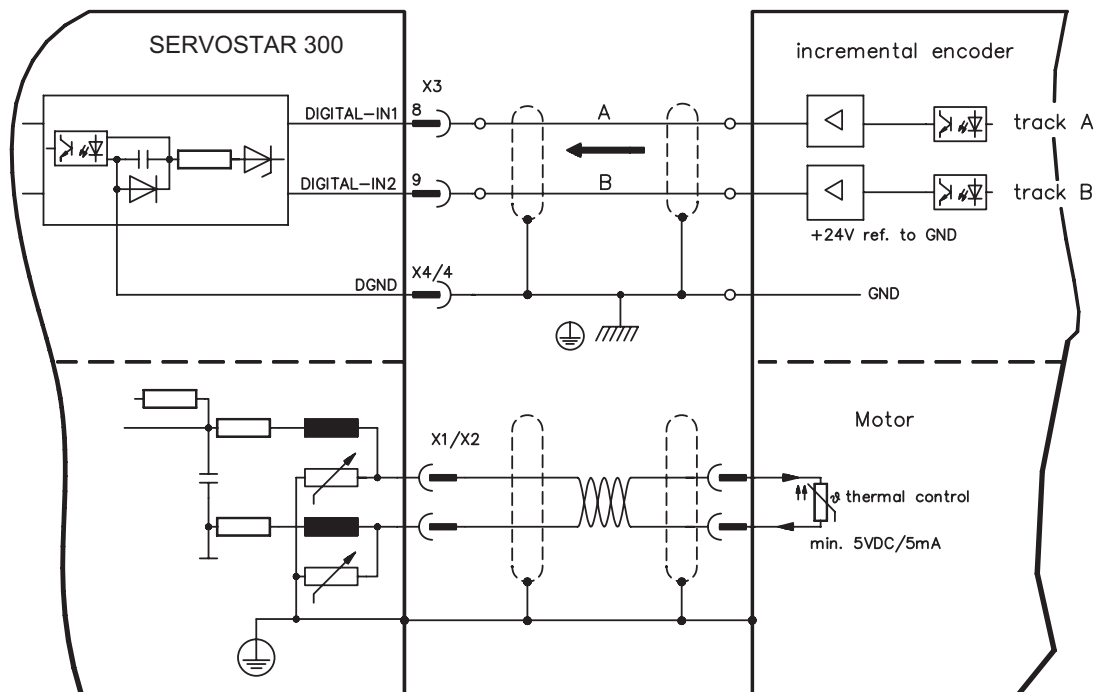 SERVOSTAR 300
incremental encoder
X3
DIGITAL-IN1
8
A
track A
DIGITAL-IN2
9
B
track B
+24V ref. to GND
X4/4
DGND
GND
Motor
X1/X2
ϑ thermal control
min. 5VDC/5mA